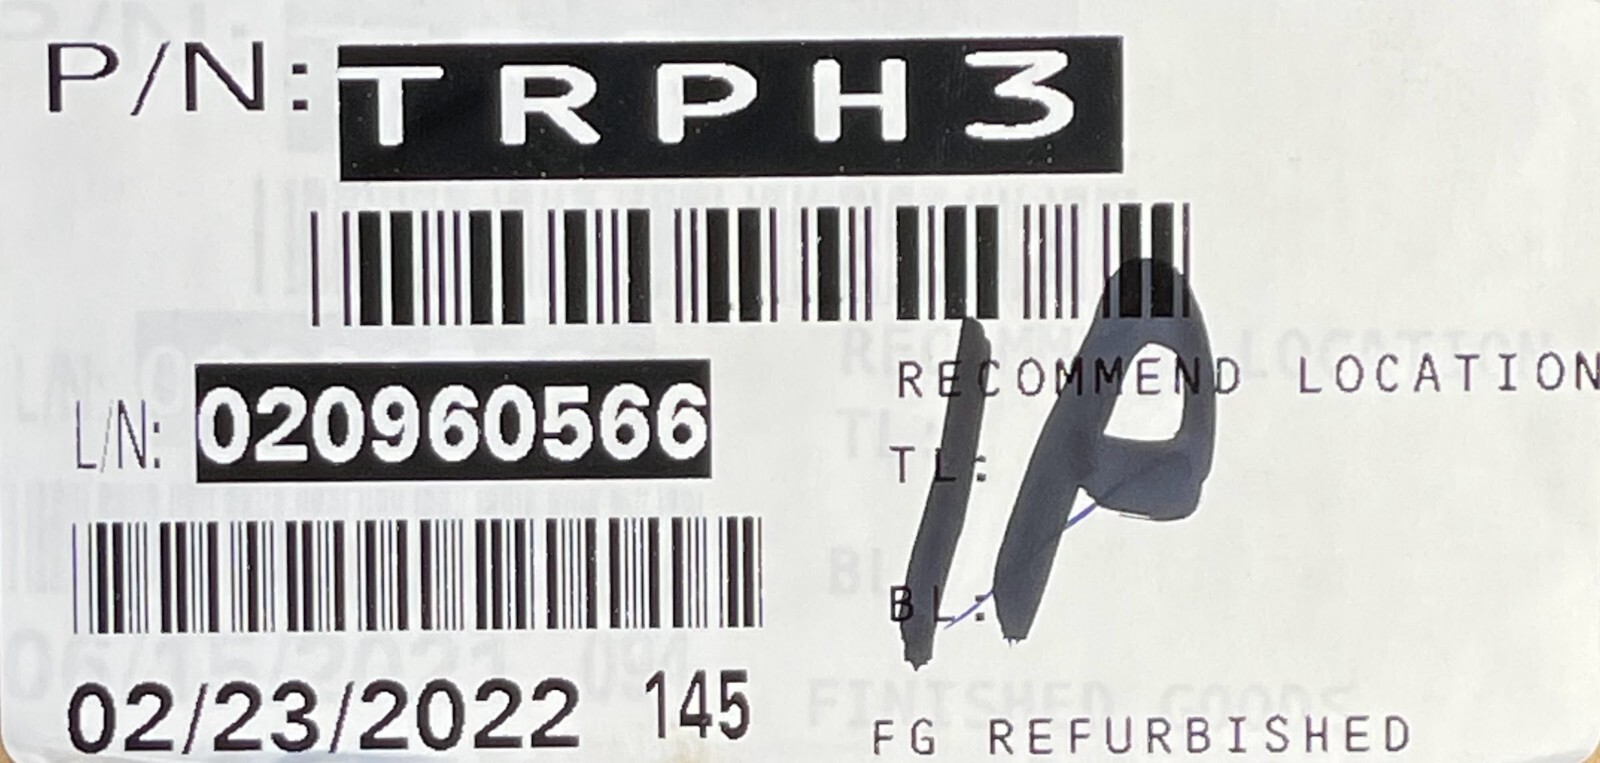 P/N: TRPH3
L/N: 020960566
RECOMMEND LOCATION
TL:
BL:
1P
02/23/2022 145
FG REFURBISHED